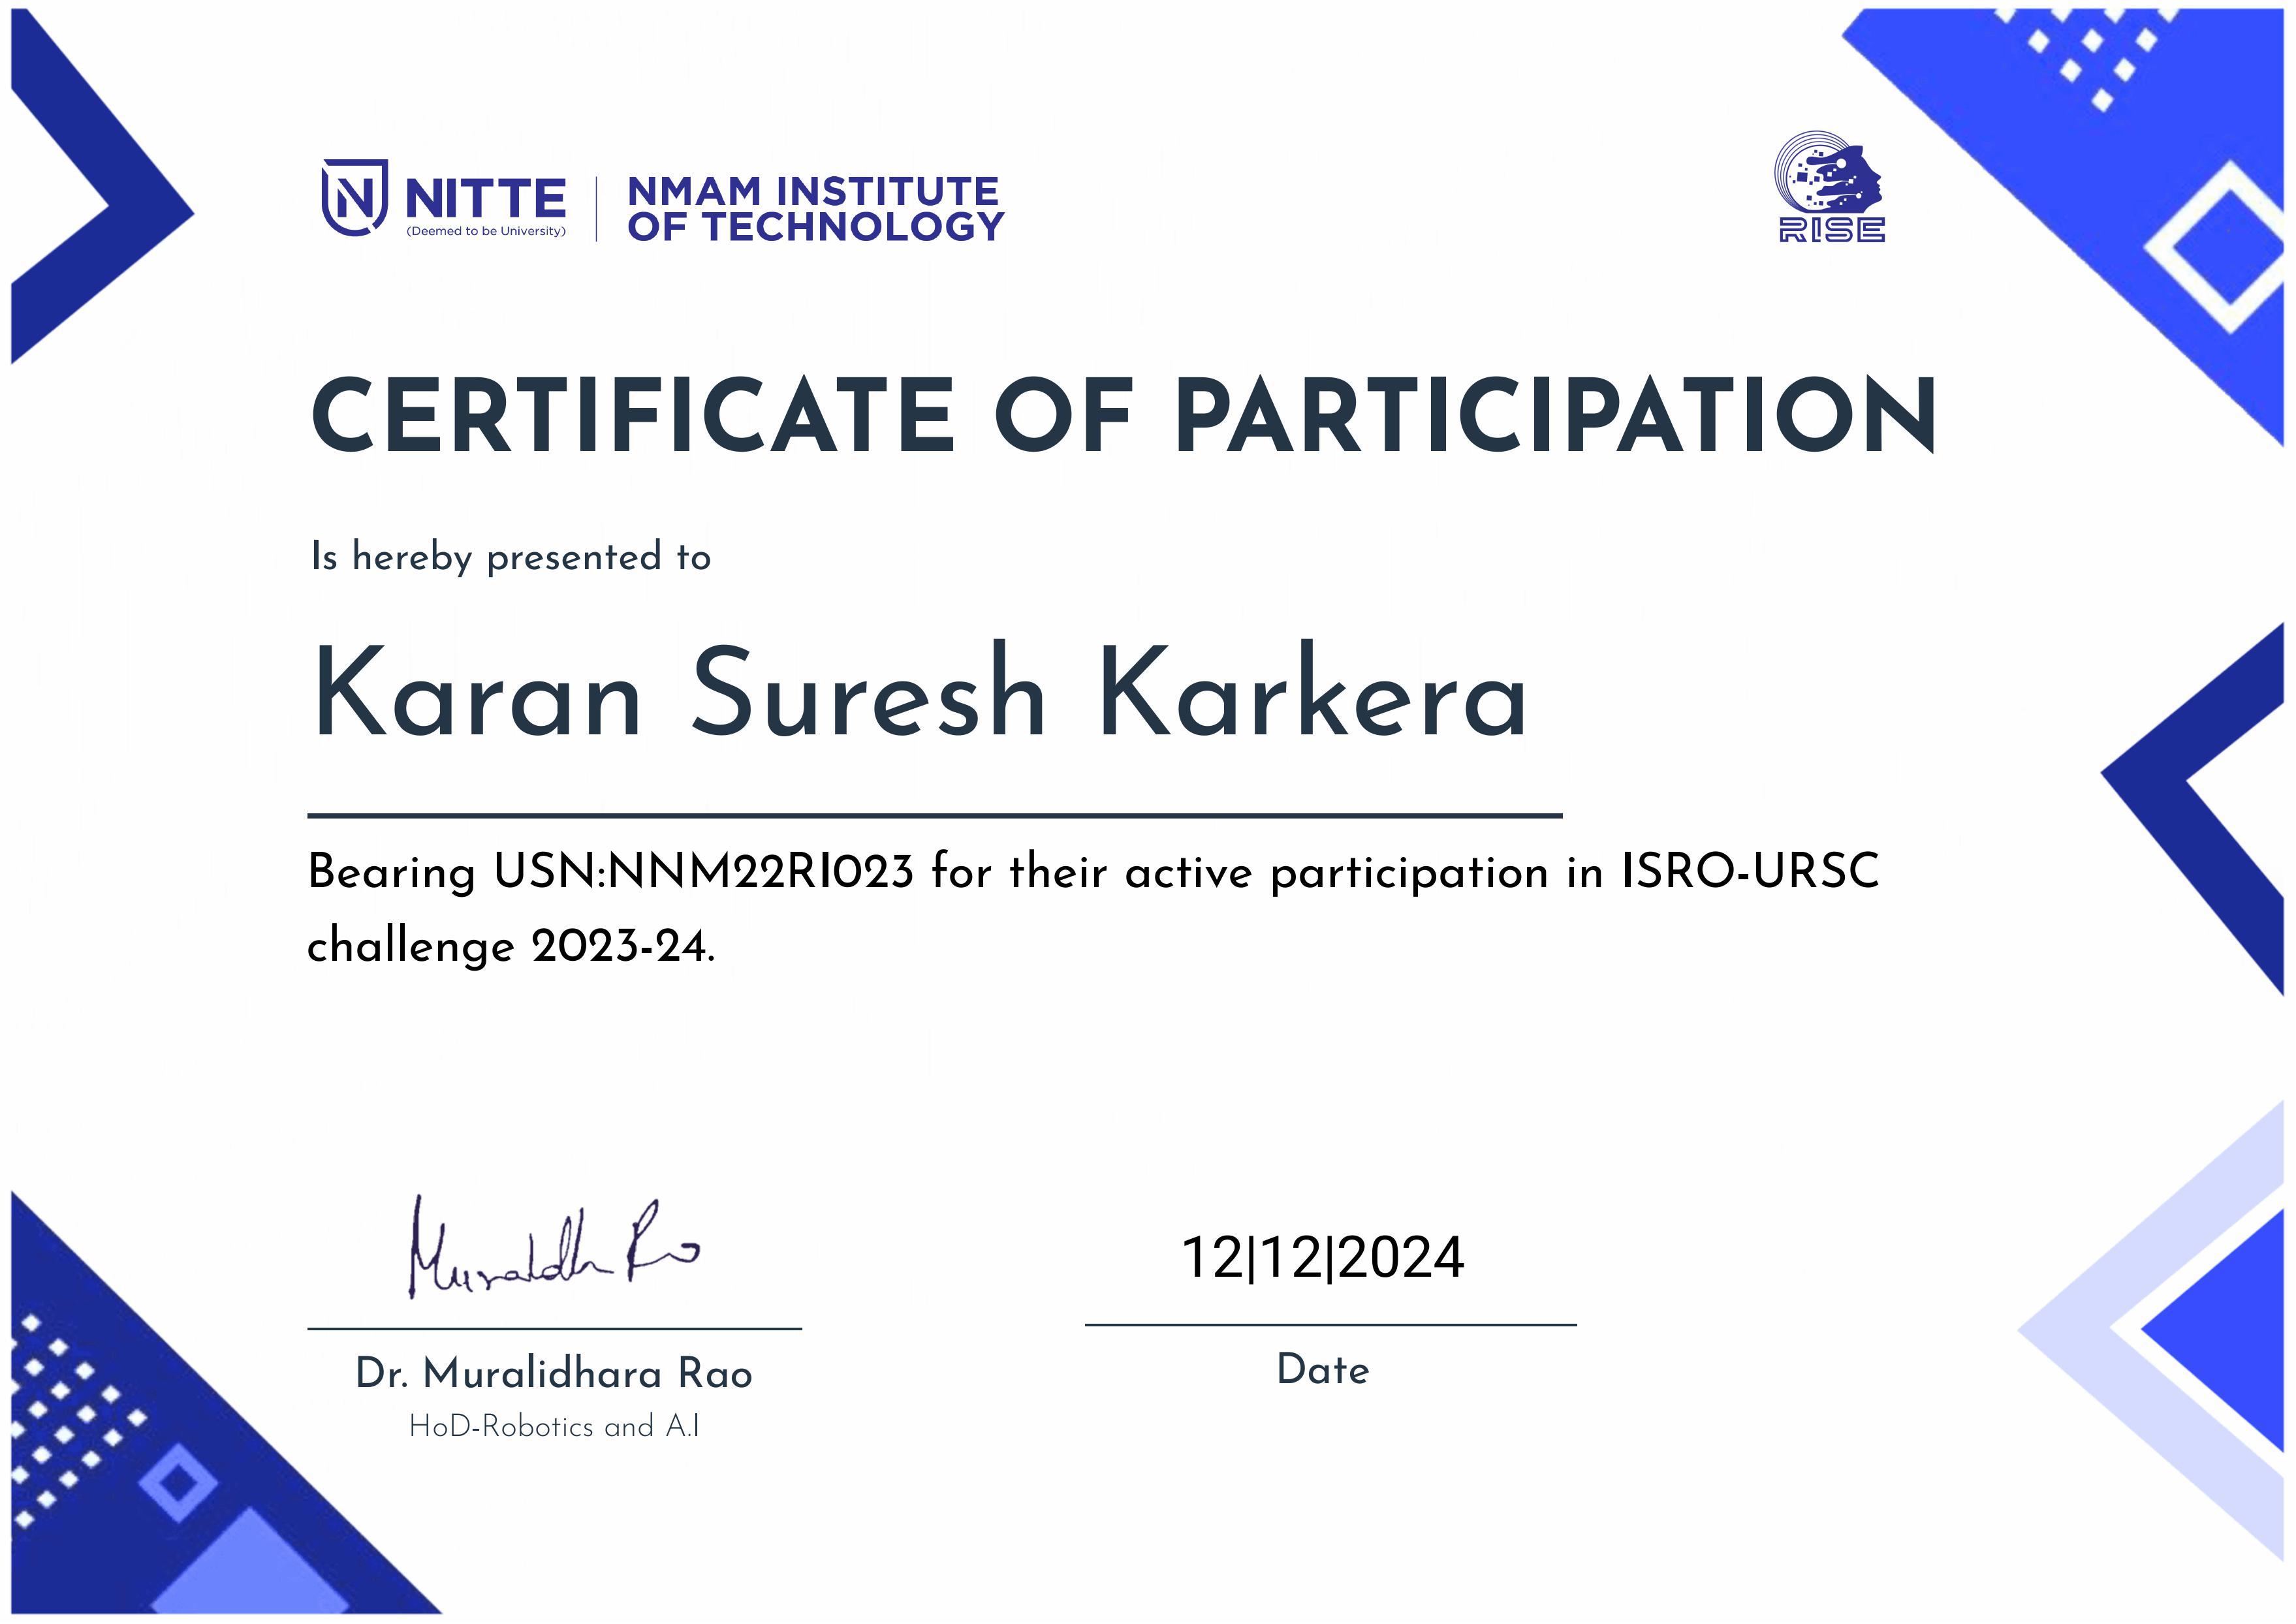 NITTE
(Deemed to be University)
NMAM INSTITUTE
OF TECHNOLOGY
RISE
CERTIFICATE OF PARTICIPATION
Is hereby presented to
Karan Suresh Karkera
Bearing USN:NNM22RI023 for their active participation in ISRO-URSC
challenge 2023-24.
Muralidh Rao
12|12|2024
Dr. Muralidhara Rao
Date
HoD-Robotics and A.I